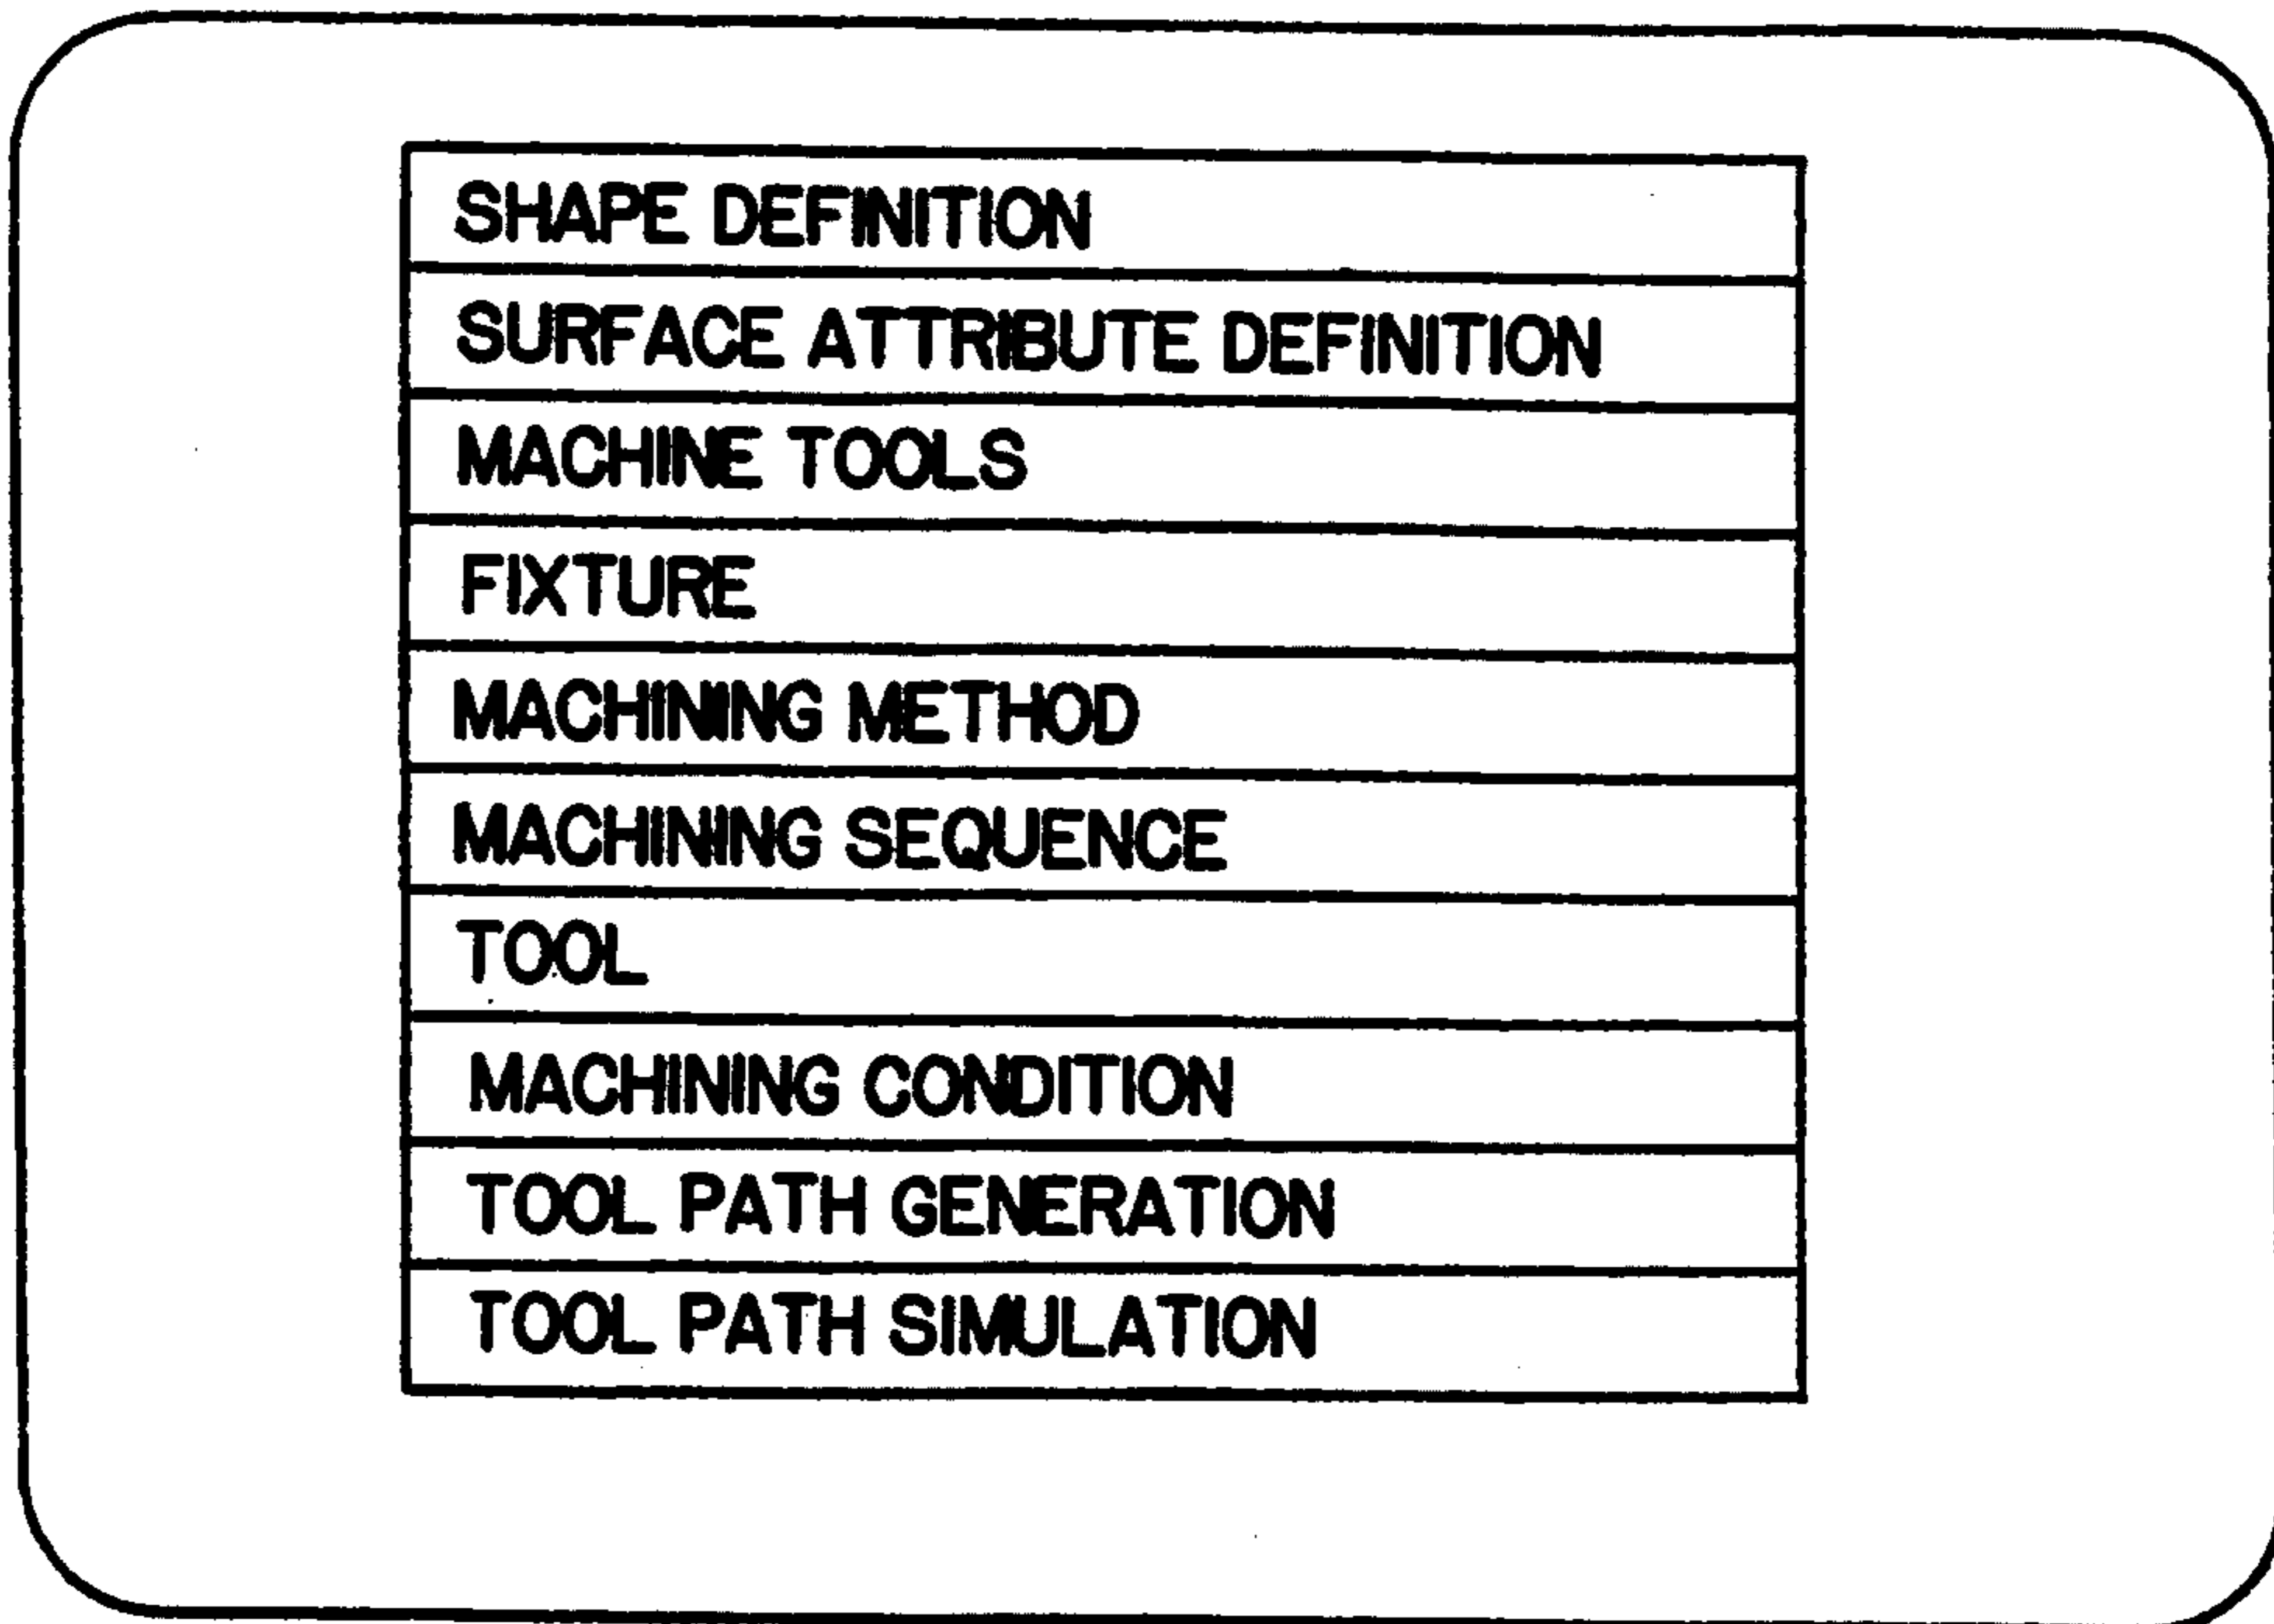 SHAPE DEFINITION
SURFACE ATTRIBUTE DEFINITION
MACHINE TOOLS
FIXTURE
MACHINING METHOD
MACHINING SEQUENCE
TOOL
MACHINING CONDITION
TOOL PATH GENERATION
TOOL PATH SIMULATION